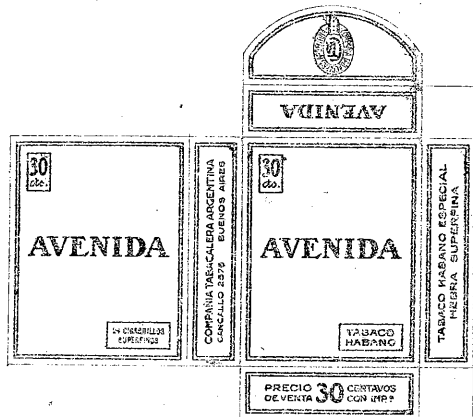 AVENIDA
30
cts.
AVENIDA
14 CIGARRILLOS
SUPERFINOS
COMPAÑIA TABACALERA ARGENTINA
CANGALLO 2575 BUENOS AIRES
30
cts.
AVENIDA
TABACO
HABANO
TABACO HABANO ESPECIAL
HEBRA SUPERFINA
PRECIO DE VENTA 30 CENTAVOS CON IMP.º